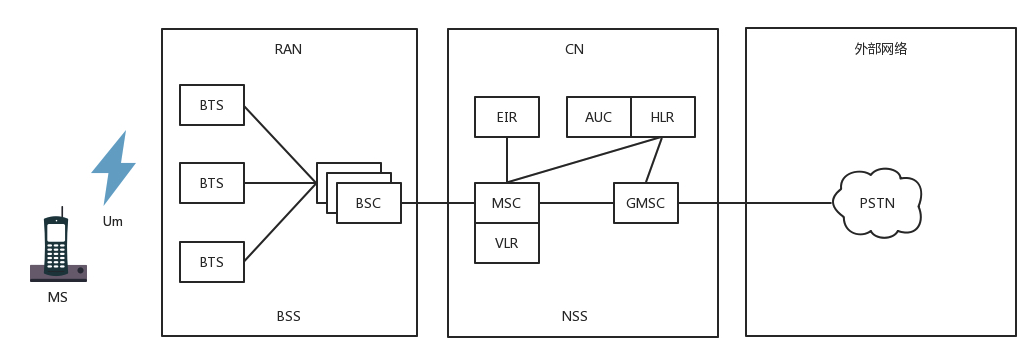 RAN
CN
外部网络
BTS
EIR
AUC
HLR
BTS
BSC
MSC
GMSC
PSTN
Um
VLR
BTS
MS
BSS
NSS